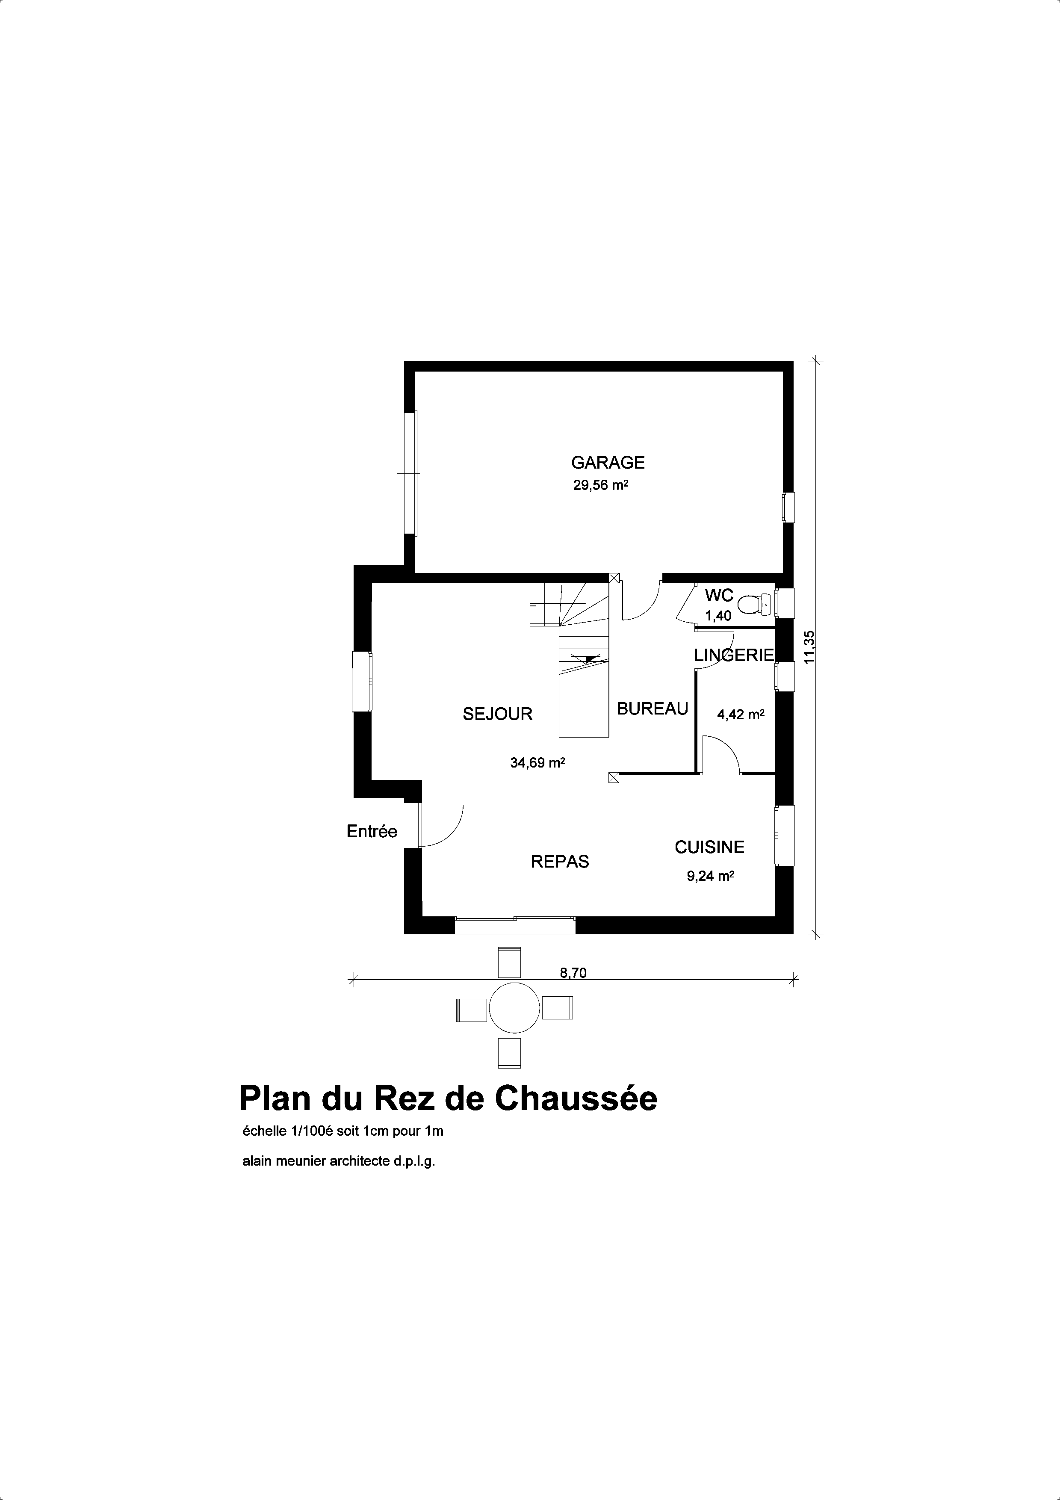 GARAGE
29,56 m²
WC
1,40
LINGERIE
11,35
SEJOUR
BUREAU
4,42 m²
34,69 m²
Entrée
CUISINE
REPAS
9,24 m²
8,70
Plan du Rez de Chaussée
échelle 1/100é soit 1cm pour 1m
alain meunier architecte d.p.l.g.